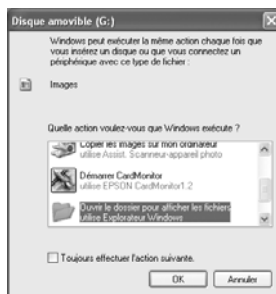 Disque amovible (G:)
Windows peut exécuter la même action chaque fois que
vous insérez un disque ou que vous connectez un
périphérique avec ce type de fichier :
Images
Quelle action voulez-vous que Windows exécute ?
Copier les images sur mon ordinateur
utilise Assist. Scanneur-appareil photo
Démarrer CardMonitor
utilise EPSON CardMonitor1.2
Ouvrir le dossier pour afficher les fichiers
utilise Explorateur Windows
Toujours effectuer l'action suivante.
OK
Annuler